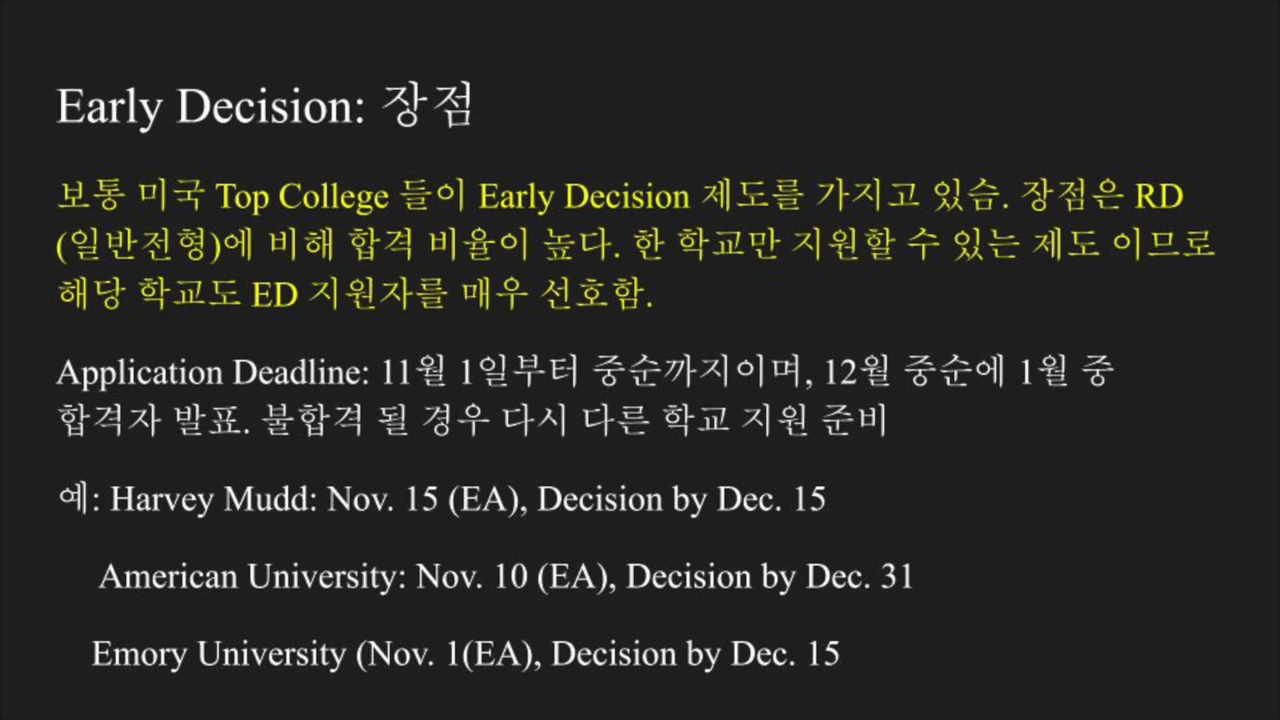 Early Decision: 장점
보통 미국 Top College 들이 Early Decision 제도를 가지고 있슴. 장점은 RD
(일반전형)에 비해 합격 비율이 높다. 한 학교만 지원할 수 있는 제도 이므로
해당 학교도 ED 지원자를 매우 선호함.
Application Deadline: 11월 1일부터 중순까지이며, 12월 중순에 1월 중
합격자 발표. 불합격 될 경우 다시 다른 학교 지원 준비
예: Harvey Mudd: Nov. 15 (EA), Decision by Dec. 15
American University: Nov. 10 (EA), Decision by Dec. 31
Emory University (Nov. 1(EA), Decision by Dec. 15